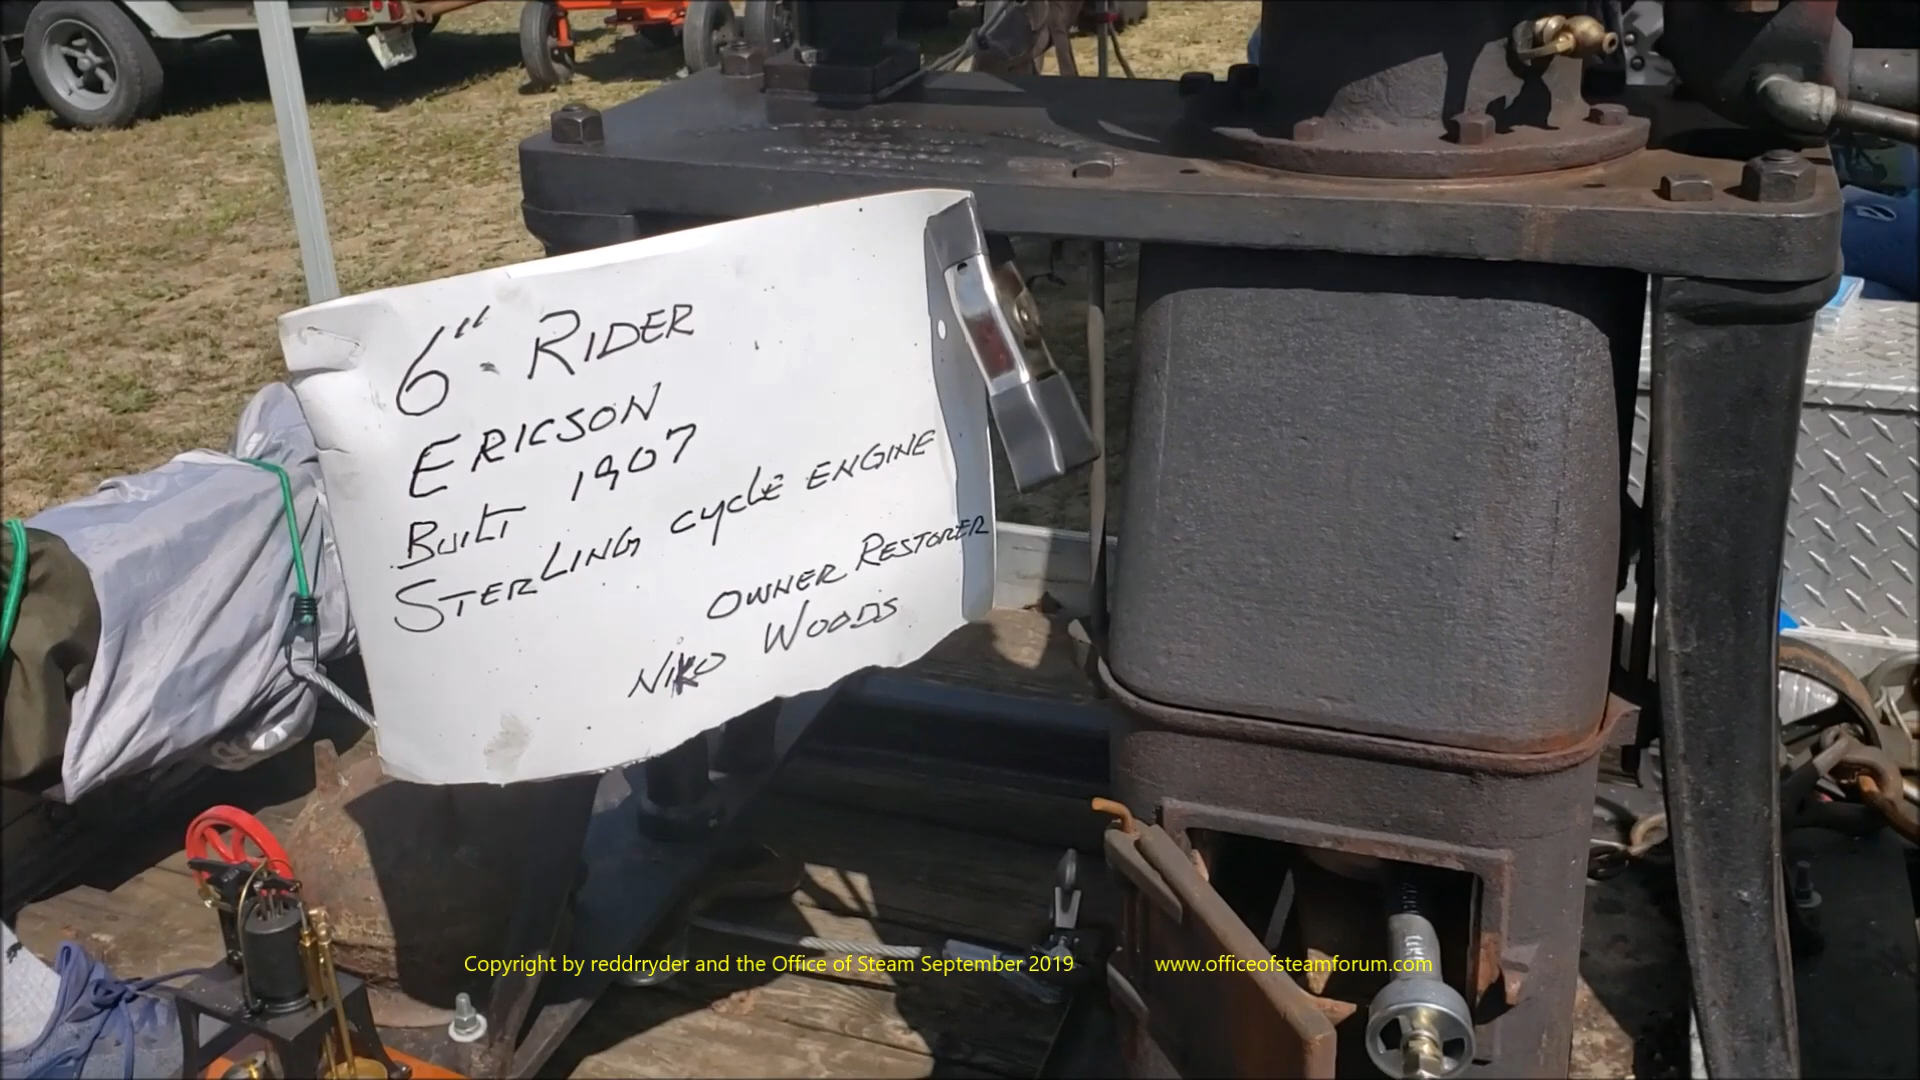 6" RIDER
ERICSON
BUILT 1907
STERLING CYCLE ENGINE
OWNER RESTORER
NIKO WOODS
Copyright by reddrryder and the Office of Steam September 2019 www.officeofsteamforum.com